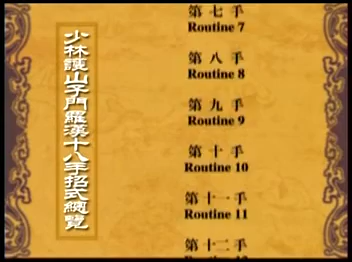 少林護山子門羅漢十八手招式總覽
第七手
Routine 7
第八手
Routine 8
第九手
Routine 9
第十手
Routine 10
第十一手
Routine 11
第十二手